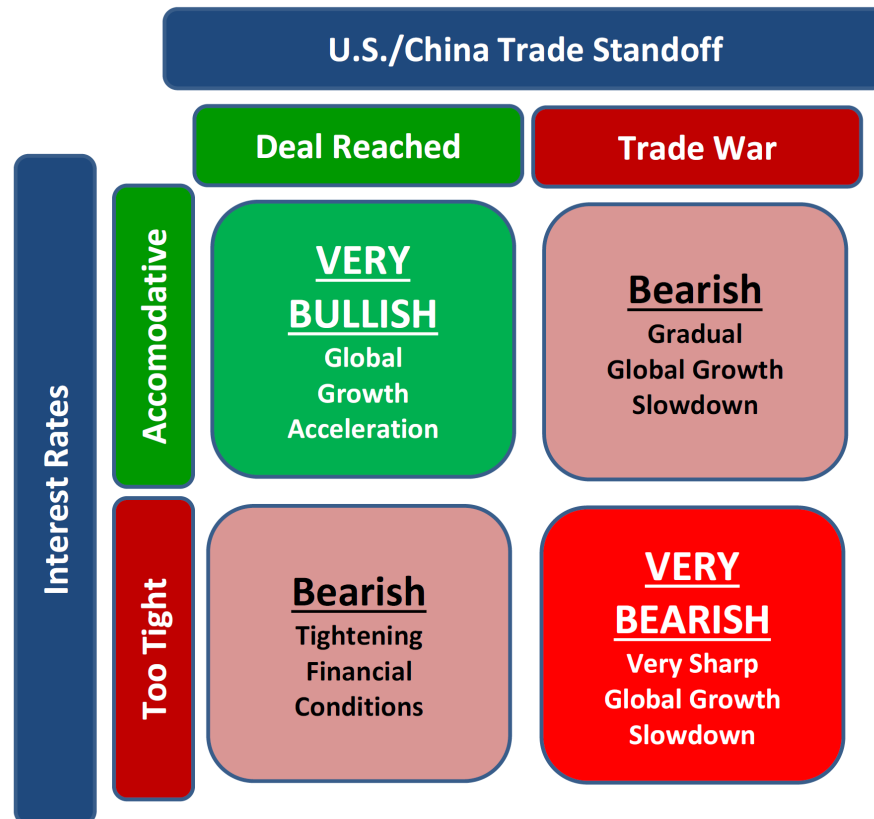 U.S./China Trade Standoff
Deal Reached
Trade War
Interest Rates
Accomodative
VERY
BULLISH
Global
Growth
Acceleration
Bearish
Gradual
Global Growth
Slowdown
Too Tight
Bearish
Tightening
Financial
Conditions
VERY
BEARISH
Very Sharp
Global Growth
Slowdown